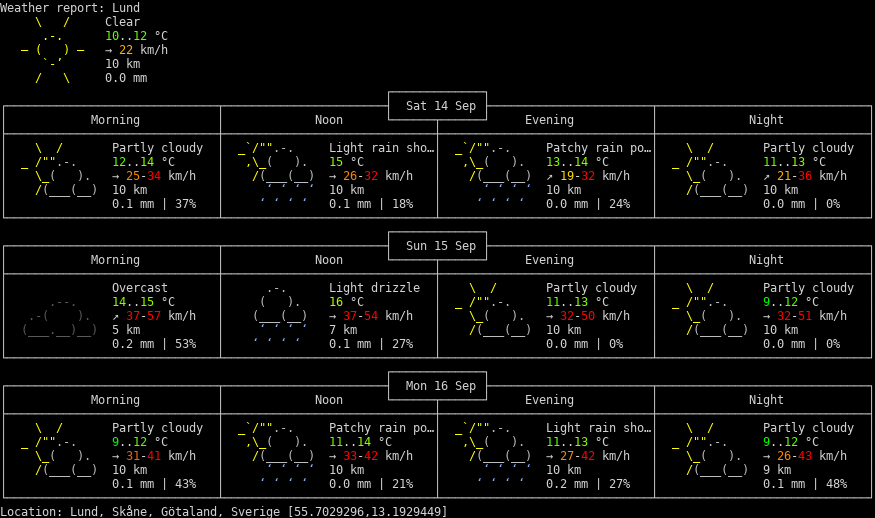 Weather report: Lund
Clear
10..12 °C
→ 22 km/h
10 km
0.0 mm
Sat 14 Sep
Morning Noon Evening Night
Partly cloudy Light rain sho… Patchy rain po… Partly cloudy
12..14 °C 15 °C 13..14 °C 11..13 °C
→ 25-34 km/h → 26-32 km/h ↗ 19-32 km/h ↗ 21-36 km/h
10 km 10 km 10 km 10 km
0.1 mm | 37% 0.1 mm | 18% 0.0 mm | 24% 0.0 mm | 0%
Sun 15 Sep
Morning Noon Evening Night
Overcast Light drizzle Partly cloudy Partly cloudy
14..15 °C 16 °C 11..13 °C 9..12 °C
↗ 37-57 km/h → 37-54 km/h → 32-50 km/h → 32-51 km/h
5 km 7 km 10 km 10 km
0.2 mm | 53% 0.1 mm | 27% 0.0 mm | 0% 0.0 mm | 0%
Mon 16 Sep
Morning Noon Evening Night
Partly cloudy Patchy rain po… Light rain sho… Partly cloudy
9..12 °C 11..14 °C 11..13 °C 9..12 °C
→ 31-41 km/h → 33-42 km/h → 27-42 km/h → 26-43 km/h
10 km 10 km 10 km 9 km
0.1 mm | 43% 0.0 mm | 21% 0.2 mm | 27% 0.1 mm | 48%
Location: Lund, Skåne, Götaland, Sverige [55.7029296,13.1929449]